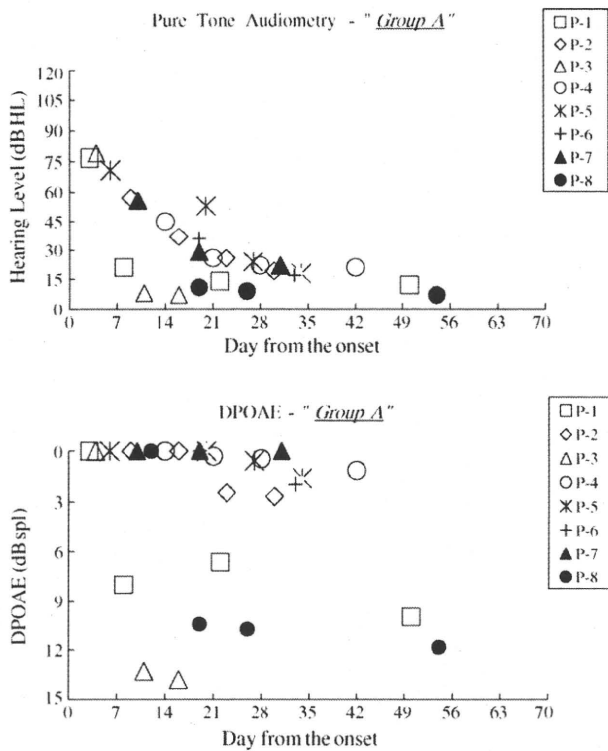 Pure Tone Audiometry - "Group A"
P-1
P-2
P-3
P-4
P-5
P-6
P-7
P-8
Hearing Level (dB HL)
120
105
90
75
60
45
30
15
0
0 7 14 21 28 35 42 49 56 63 70
Day from the onset
DPOAE - "Group A"
P-1
P-2
P-3
P-4
P-5
P-6
P-7
P-8
DPOAE (dB spl)
0
3
6
9
12
15
0 7 14 21 28 35 42 49 56 63 70
Day from the onset